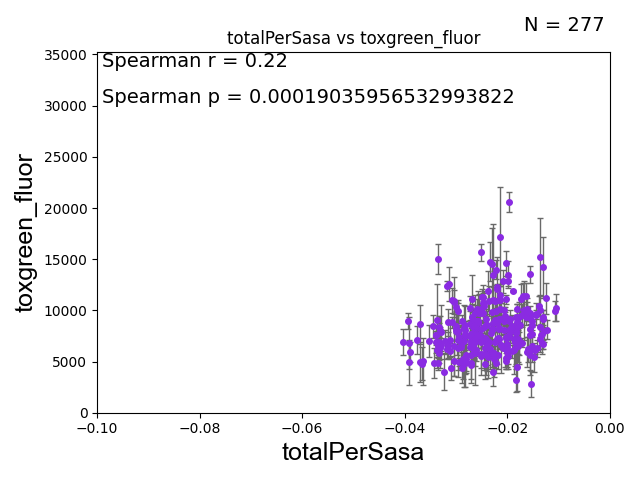 N = 277
totalPerSasa vs toxgreen_fluor
Spearman r = 0.22
Spearman p = 0.00019035956532993822
toxgreen_fluor
35000
30000
25000
20000
15000
10000
5000
0
−0.10
−0.08
−0.06
−0.04
−0.02
0.00
totalPerSasa